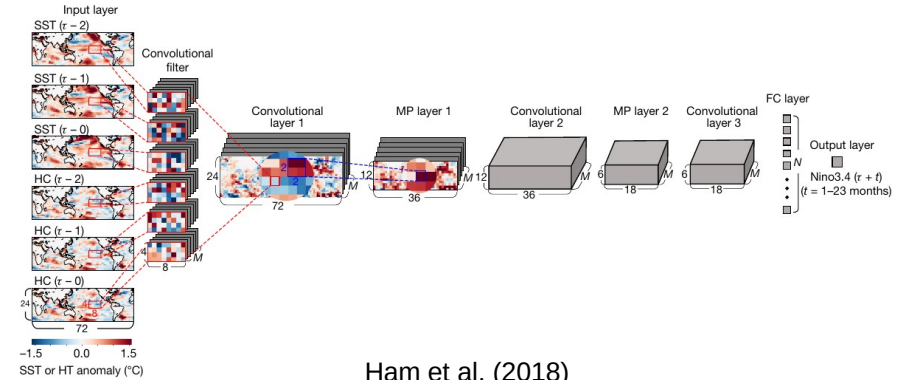 Input layer
SST (τ − 2)
SST (τ − 1)
SST (τ − 0)
HC (τ − 2)
HC (τ − 1)
HC (τ − 0)
24
4
8
72
−1.5 0.0 1.5
SST or HT anomaly (°C)
Convolutional
filter
4
8
M
Convolutional
layer 1
24
2
2
72
M
MP layer 1
12
36
M
Convolutional
layer 2
12
36
M
MP layer 2
6
18
M
Convolutional
layer 3
6
18
M
FC layer
N
Output layer
Nino3.4 (τ + t)
(t = 1–23 months)
Ham et al. (2018)